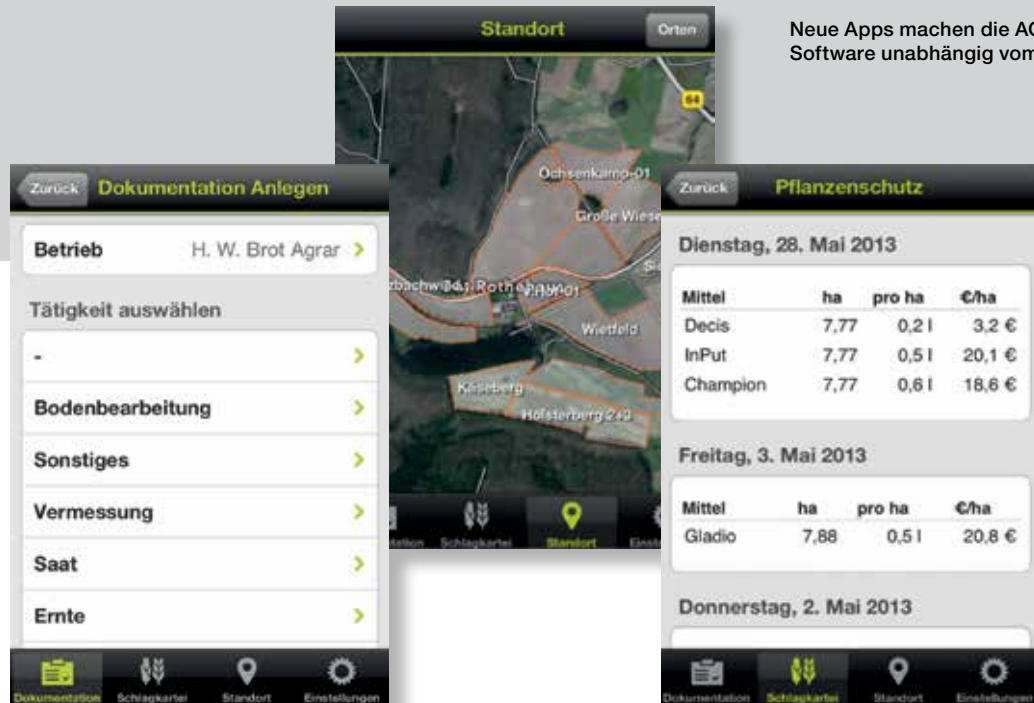 Neue Apps machen die
Software unabhängig vom
Standort
Orten
64
Ochsenkamp-01
Große Wiese
Wietfeld
Käseberg
Holsterberg 2+3
Schlagkartei
Standort
Zurück
Dokumentation Anlegen
Betrieb
H. W. Brot Agrar >
Tätigkeit auswählen
- >
Bodenbearbeitung >
Sonstiges >
Vermessung >
Saat >
Ernte >
Dokumentation Schlagkartei Standort Einstellungen
Zurück
Pflanzenschutz
Dienstag, 28. Mai 2013
Mittel ha pro ha €/ha
Decis 7,77 0,2 l 3,2 €
InPut 7,77 0,5 l 20,1 €
Champion 7,77 0,6 l 18,6 €
Freitag, 3. Mai 2013
Mittel ha pro ha €/ha
Gladio 7,88 0,5 l 20,8 €
Donnerstag, 2. Mai 2013
Dokumentation Schlagkartei Standort Einstellungen